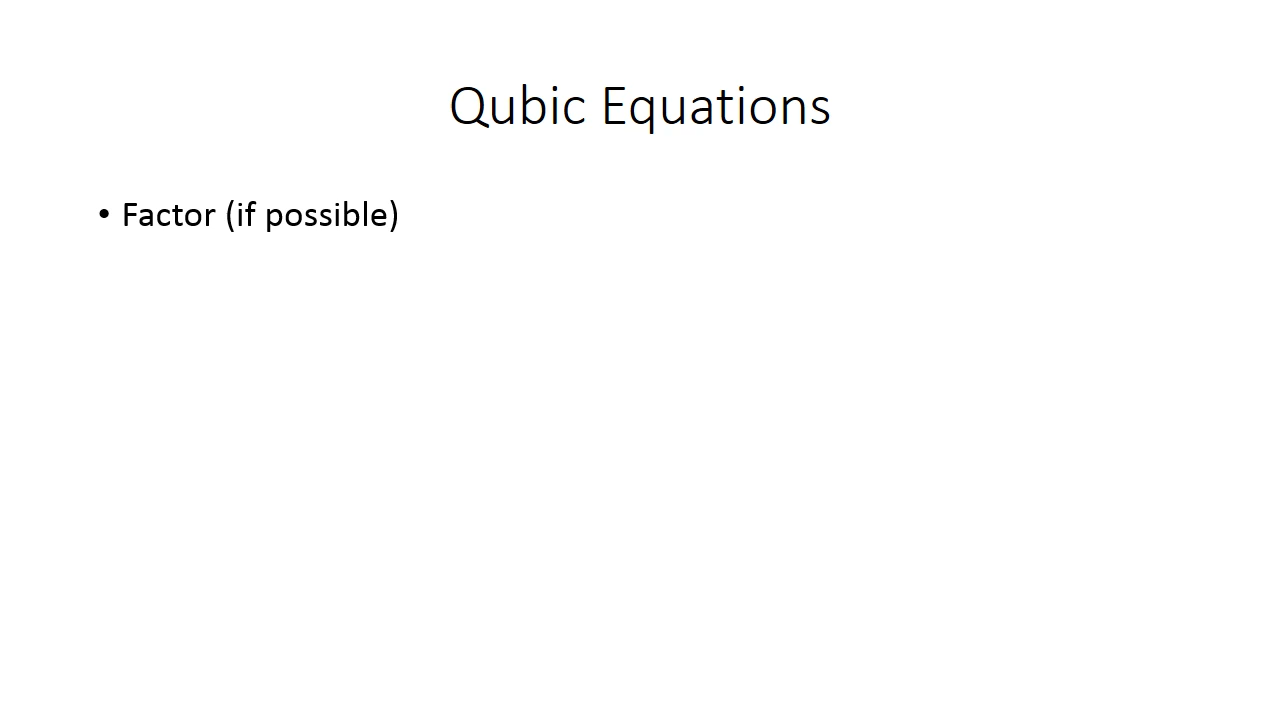 Qubic Equations
• Factor (if possible)